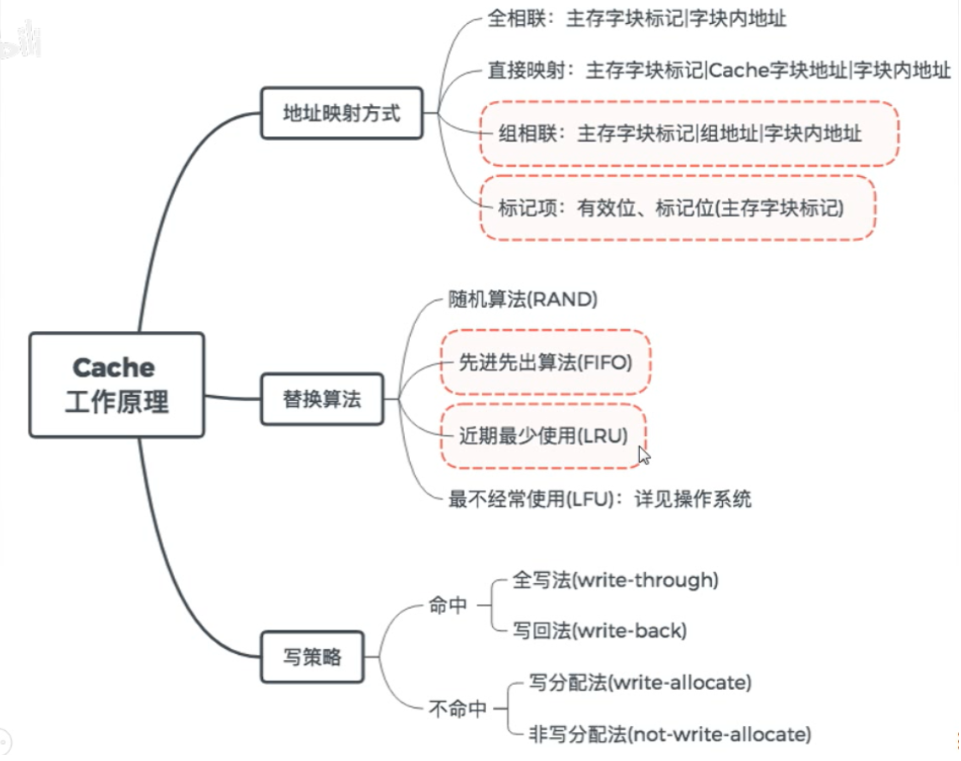 全相联：主存字块标记|字块内地址
直接映射：主存字块标记|Cache字块地址|字块内地址
地址映射方式
组相联：主存字块标记|组地址|字块内地址
标记项：有效位、标记位(主存字块标记)
Cache
工作原理
随机算法(RAND)
先进先出算法(FIFO)
替换算法
近期最少使用(LRU)
最不经常使用(LFU)：详见操作系统
全写法(write-through)
命中
写回法(write-back)
写策略
写分配法(write-allocate)
不命中
非写分配法(not-write-allocate)